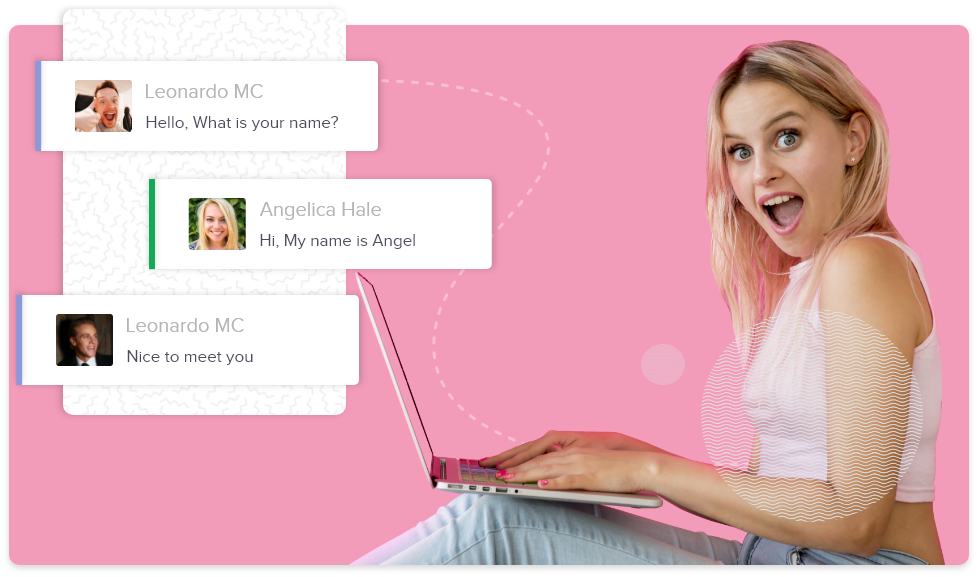 Leonardo MC
Hello, What is your name?
Angelica Hale
Hi, My name is Angel
Leonardo MC
Nice to meet you